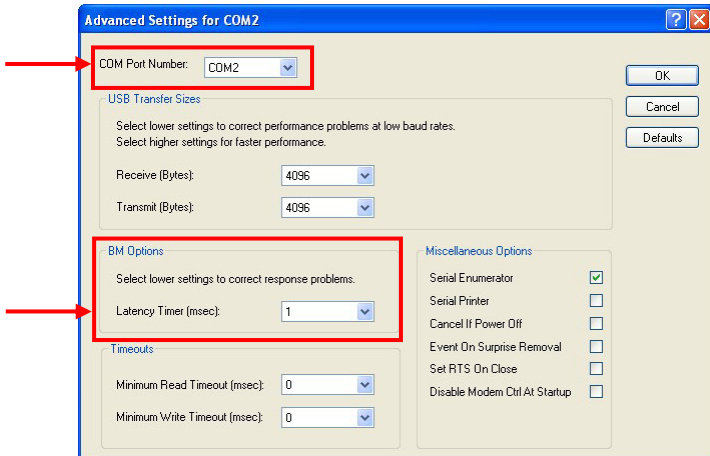 Advanced Settings for COM2
COM Port Number: COM2
OK
Cancel
Defaults
USB Transfer Sizes
Select lower settings to correct performance problems at low baud rates.
Select higher settings for faster performance.
Receive (Bytes): 4096
Transmit (Bytes): 4096
BM Options
Select lower settings to correct response problems.
Latency Timer (msec): 1
Timeouts
Minimum Read Timeout (msec): 0
Minimum Write Timeout (msec): 0
Miscellaneous Options
Serial Enumerator
Serial Printer
Cancel If Power Off
Event On Surprise Removal
Set RTS On Close
Disable Modem Ctrl At Startup